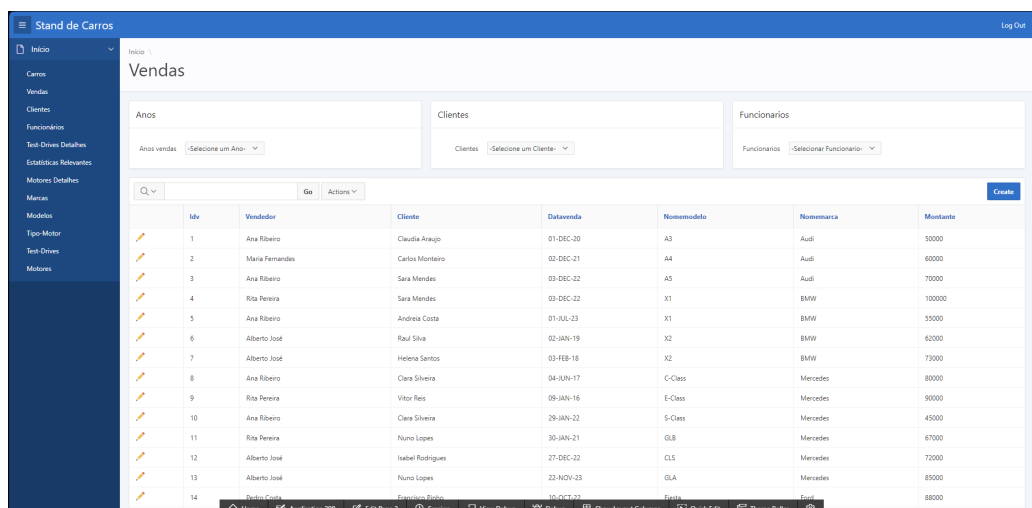 Stand de Carros Log Out
Início
Carros
Vendas
Clientes
Funcionários
Test-Drives Detalhes
Estatísticas Relevantes
Motores Detalhes
Marcas
Modelos
Tipo-Motor
Test-Drives
Motores
Início \
Vendas
Anos Clientes Funcionarios
Anos vendas -Selecione um Ano- Clientes -Selecione um Cliente- Funcionarios -Selecionar Funcionario-
Go Actions Create
Idv Vendedor Cliente Datavenda Nomemodelo Nomemarca Montante
1 Ana Ribeiro Claudia Araujo 01-DEC-20 A3 Audi 50000
2 Maria Fernandes Carlos Monteiro 02-DEC-21 A4 Audi 60000
3 Ana Ribeiro Sara Mendes 03-DEC-22 A5 Audi 70000
4 Rita Pereira Sara Mendes 03-DEC-22 X1 BMW 100000
5 Ana Ribeiro Andreia Costa 01-JUL-23 X1 BMW 55000
6 Alberto José Raul Silva 02-JAN-19 X2 BMW 62000
7 Alberto José Helena Santos 03-FEB-18 X2 BMW 73000
8 Ana Ribeiro Clara Silveira 04-JUN-17 C-Class Mercedes 80000
9 Rita Pereira Vitor Reis 09-JAN-16 E-Class Mercedes 90000
10 Ana Ribeiro Clara Silveira 29-JAN-22 S-Class Mercedes 45000
11 Rita Pereira Nuno Lopes 30-JAN-21 GLB Mercedes 67000
12 Alberto José Isabel Rodrigues 27-DEC-22 CLS Mercedes 72000
13 Alberto José Nuno Lopes 22-NOV-23 GLA Mercedes 85000
14 Pedro Costa Francisco Pinho 10-OCT-22 Fiesta Ford 88000